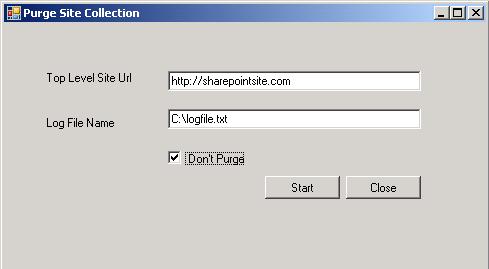 Purge Site Collection
Top Level Site Url
http://sharepointsite.com
Log File Name
C:\logfile.txt
Don't Purge
Start Close